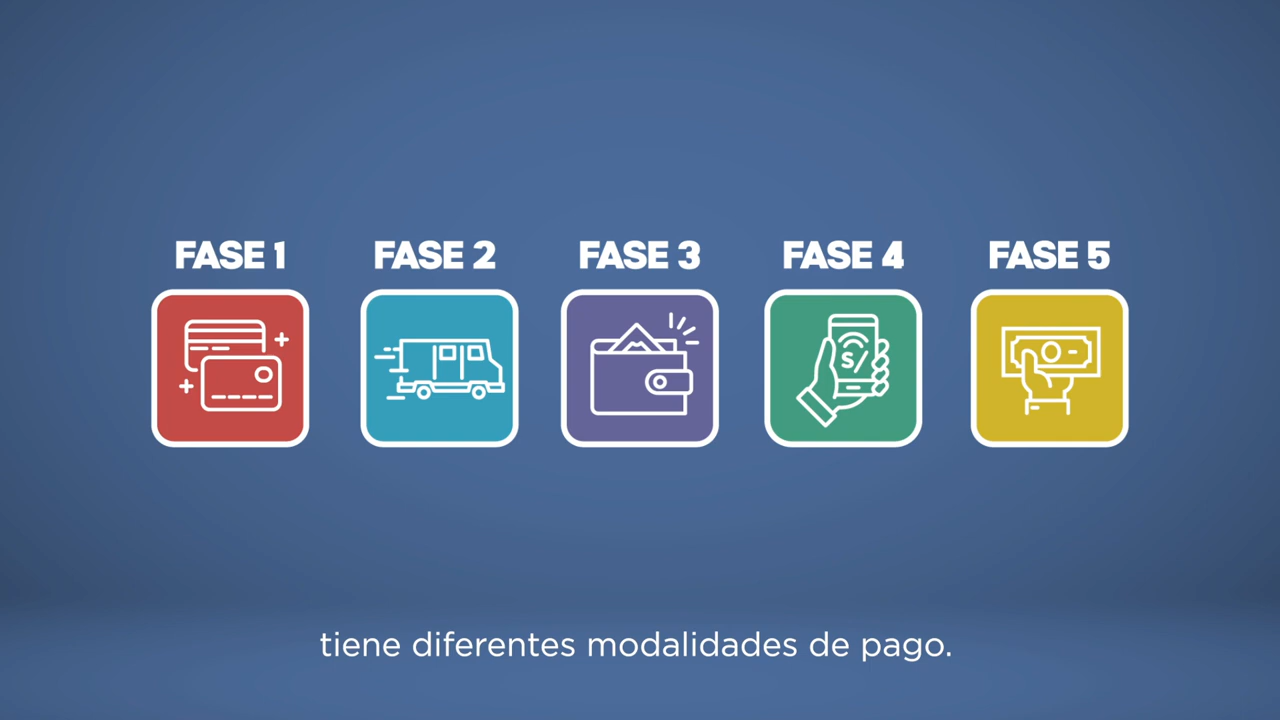 FASE 1 FASE 2 FASE 3 FASE 4 FASE 5
S/
tiene diferentes modalidades de pago.